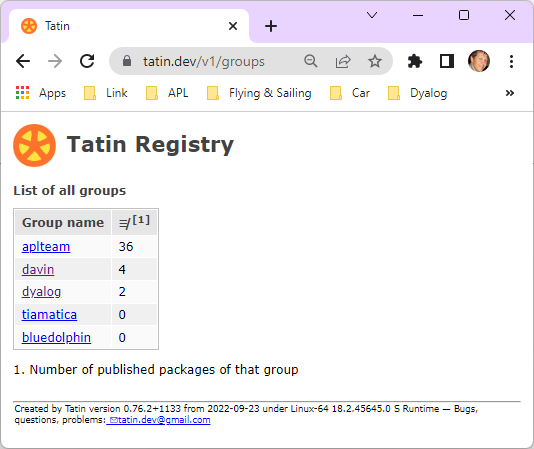 Tatin
tatin.dev/v1/groups
Apps Link APL Flying & Sailing Car Dyalog »
Tatin Registry
List of all groups
Group name ≢ [1]
aplteam 36
davin 4
dyalog 2
tiamatica 0
bluedolphin 0
1. Number of published packages of that group
Created by Tatin version 0.76.2+1133 from 2022-09-23 under Linux-64 18.2.45645.0 S Runtime — Bugs,
questions, problems: ✉tatin.dev@gmail.com